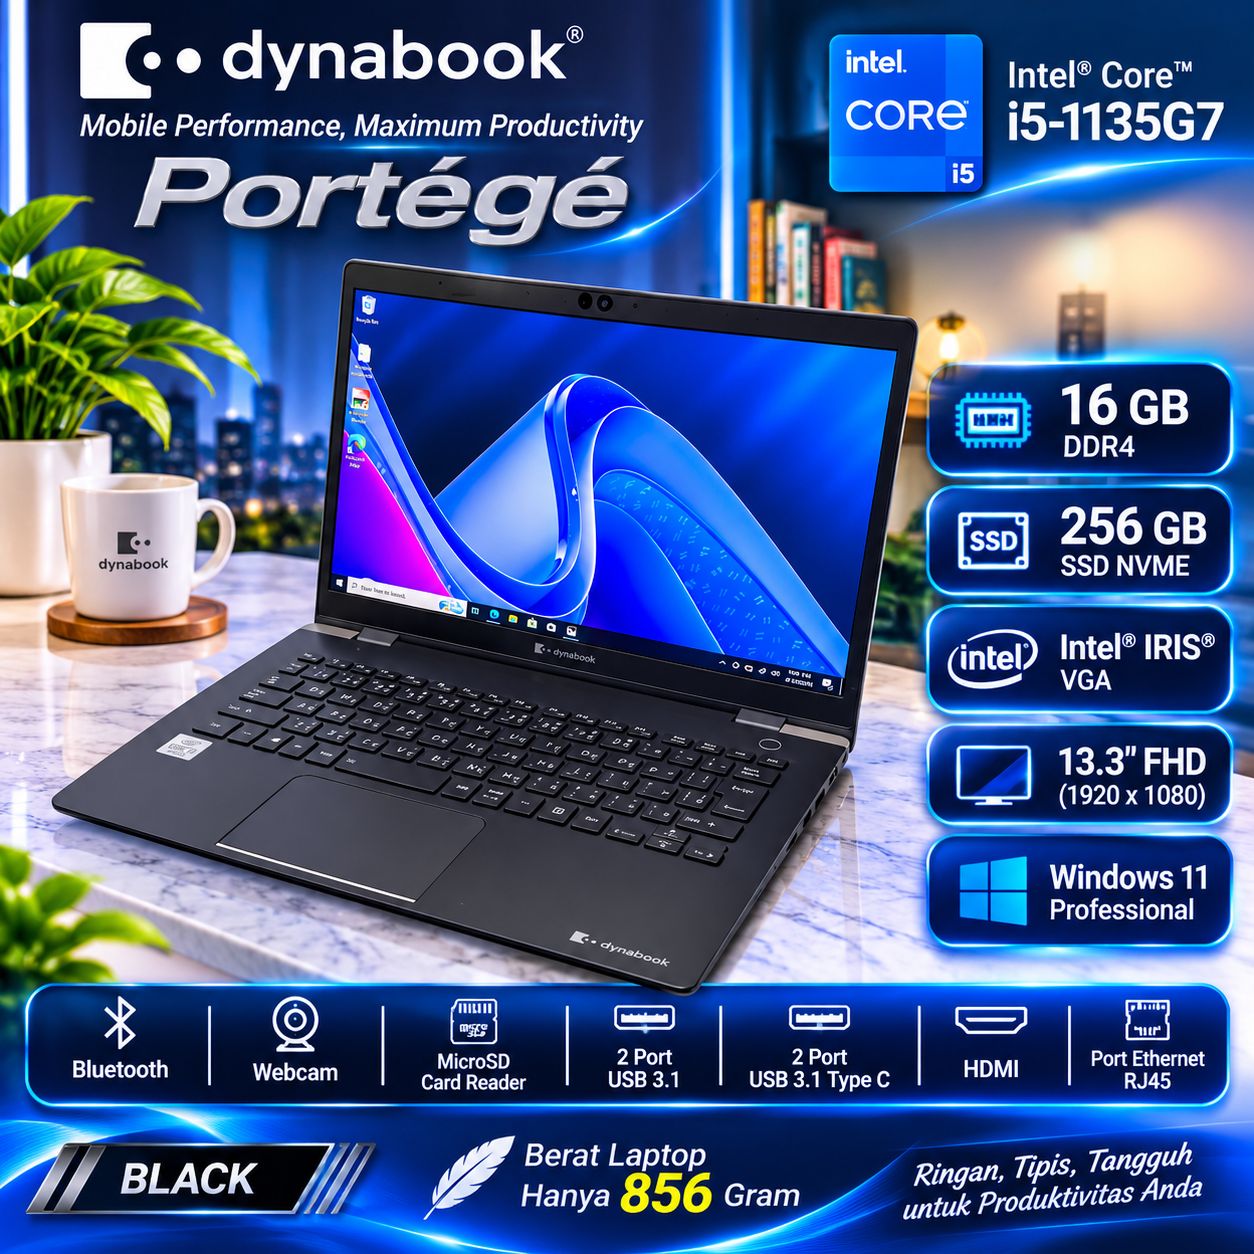 dynabook®
Mobile Performance, Maximum Productivity
Portégé
intel.
CORE™
i5
Intel® Core™
i5-1135G7
16 GB
DDR4
SSD
256 GB
SSD NVME
intel
Intel® IRIS®
VGA
13.3" FHD
(1920 x 1080)
Windows 11
Professional
dynabook
dynabook
dynabook
Bluetooth
Webcam
MicroSD
Card Reader
2 Port
USB 3.1
2 Port
USB 3.1 Type C
HDMI
Port Ethernet
RJ45
BLACK
Berat Laptop
Hanya 856 Gram
Ringan, Tipis, Tangguh
untuk Produktivitas Anda